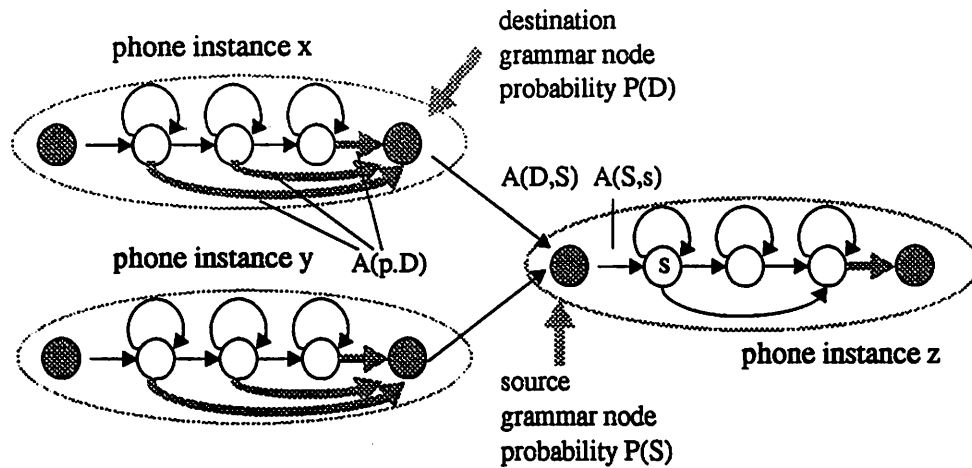 destination
grammar node
probability P(D)
phone instance x
A(D,S) A(S,s)
phone instance y
A(p.D)
s
phone instance z
source
grammar node
probability P(S)